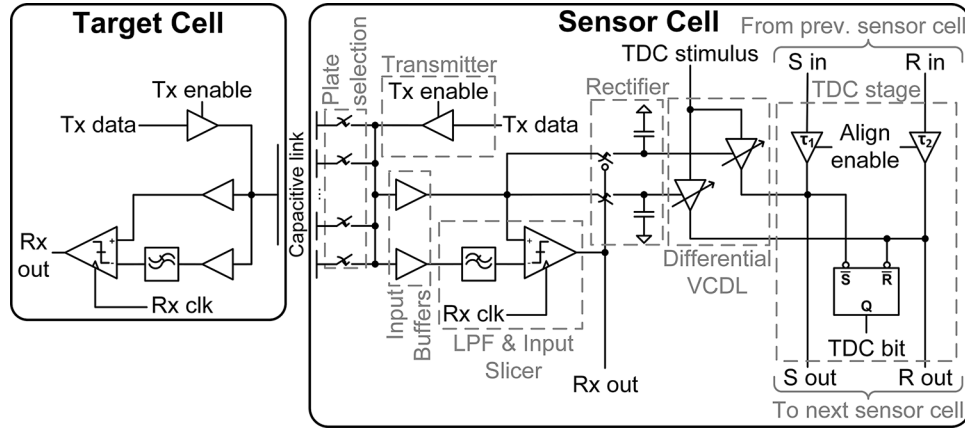 Target Cell
Tx enable
Tx data
Rx
out
+
-
Rx clk
Capacitive link
Sensor Cell
Plate
selection
...
Transmitter
Tx enable
Tx data
Input
Buffers
+
-
Rx clk
LPF & Input
Slicer
Rx out
Rectifier
TDC stimulus
Differential
VCDL
From prev. sensor cell
S in
R in
TDC stage
τ1
Align
enable
τ2
S
R
Q
TDC bit
S out
R out
To next sensor cell